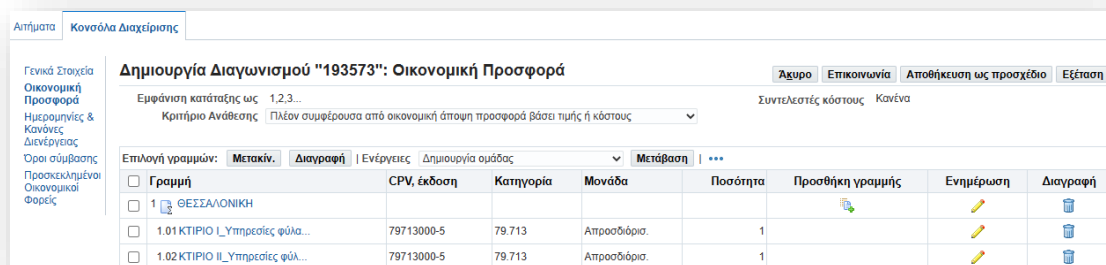 Αιτήματα Κονσόλα Διαχείρισης
Γενικά Στοιχεία
Οικονομική
Προσφορά
Ημερομηνίες &
Κανόνες
Διενέργειας
Όροι σύμβασης
Προσκεκλημένοι
Οικονομικοί
Φορείς
Δημιουργία Διαγωνισμού "193573": Οικονομική Προσφορά
Άκυρο Επικοινωνία Αποθήκευση ως προσχέδιο Εξέταση
Εμφάνιση κατάταξης ως 1,2,3...
Συντελεστές κόστους Κανένα
Κριτήριο Ανάθεσης Πλέον συμφέρουσα από οικονομική άποψη προσφορά βάσει τιμής ή κόστους
Επιλογή γραμμών: Μετακίν. Διαγραφή | Ενέργειες Δημιουργία ομάδας Μετάβαση | •••
Γραμμή CPV, έκδοση Κατηγορία Μονάδα Ποσότητα Προσθήκη γραμμής Ενημέρωση Διαγραφή
1 ΘΕΣΣΑΛΟΝΙΚΗ
1.01 ΚΤΙΡΙΟ Ι_Υπηρεσίες φύλα... 79713000-5 79.713 Απροσδιόρισ. 1
1.02 ΚΤΙΡΙΟ ΙΙ_Υπηρεσίες φύλ... 79713000-5 79.713 Απροσδιόρισ. 1